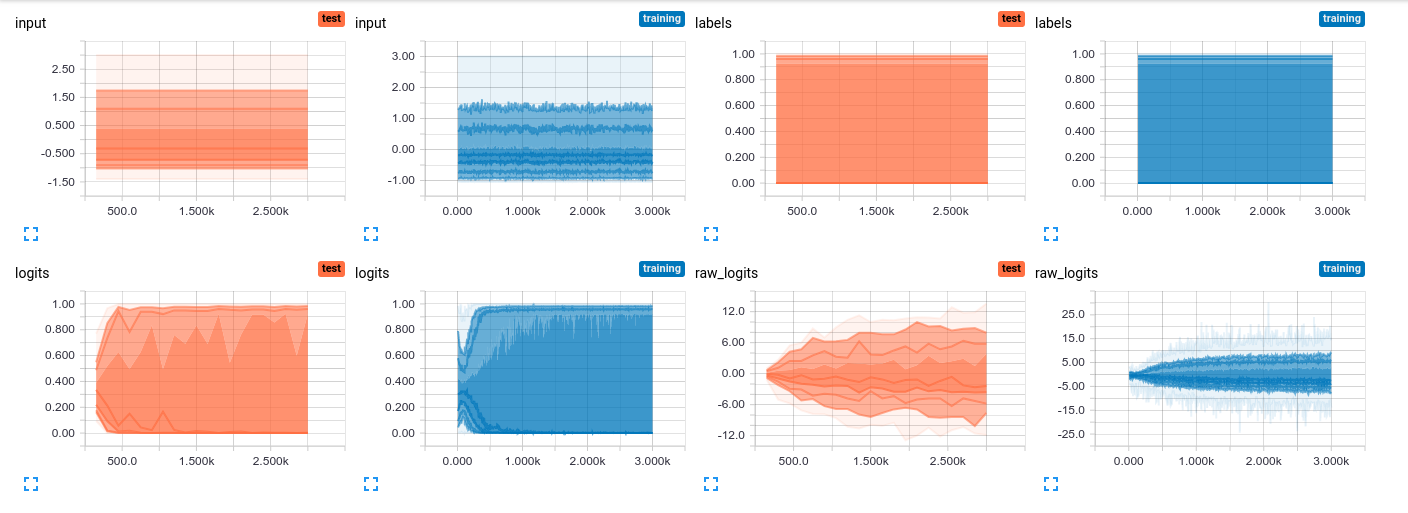 input test input training labels test labels training
2.50 3.00 1.00 1.00
1.50 2.00 0.800 0.800
0.500 1.00 0.600 0.600
-0.500 0.00 0.400 0.400
-1.50 -1.00 0.200 0.200
0.00 0.00
500.0 1.500k 2.500k 0.000 1.000k 2.000k 3.000k 500.0 1.500k 2.500k 0.000 1.000k 2.000k 3.000k
logits test logits training raw_logits test raw_logits training
1.00 1.00 12.0 25.0
0.800 0.800 6.00 15.0
0.600 0.600 0.00 5.00
0.400 0.400 -6.00 -5.00
0.200 0.200 -12.0 -15.0
0.00 0.00 -25.0
500.0 1.500k 2.500k 0.000 1.000k 2.000k 3.000k 500.0 1.500k 2.500k 0.000 1.000k 2.000k 3.000k